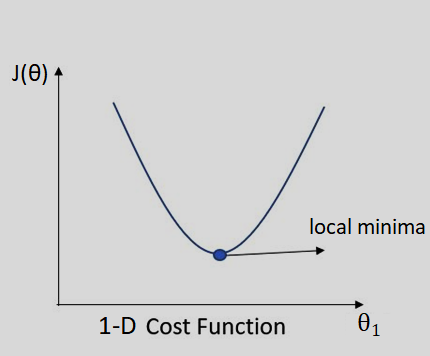 J(θ)
local minima
1-D Cost Function
θ₁